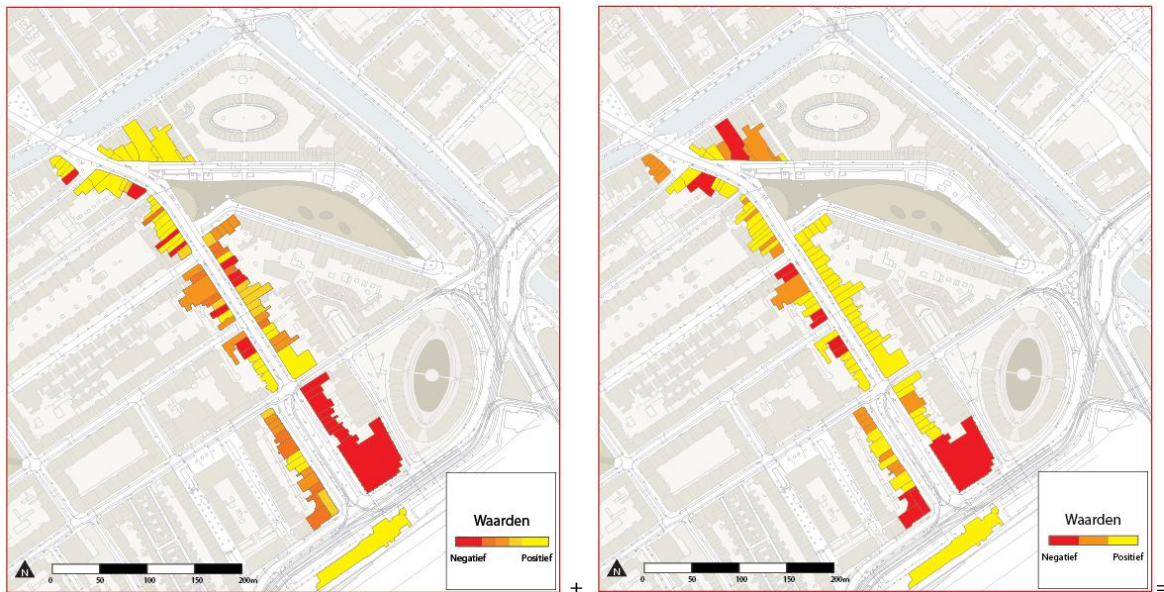 Waarden
Negatief Positief
N
0 50 100 150 200m
+
Waarden
Negatief Positief
N
0 50 100 150 200m
=